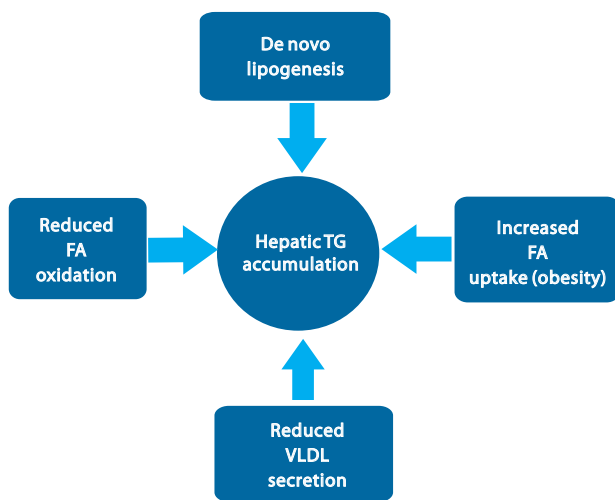 De novo
lipogenesis
Reduced
FA
oxidation
Hepatic TG
accumulation
Increased
FA
uptake (obesity)
Reduced
VLDL
secretion